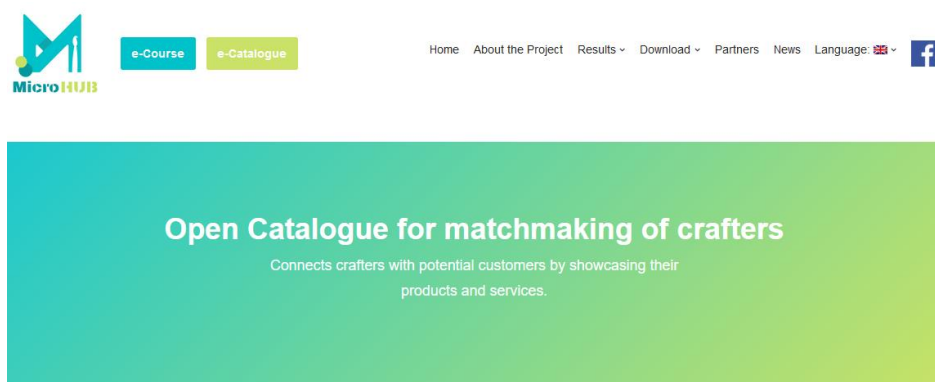 MicroHUB
e-Course
e-Catalogue
Home About the Project Results Download Partners News Language:
Open Catalogue for matchmaking of crafters
Connects crafters with potential customers by showcasing their
products and services.